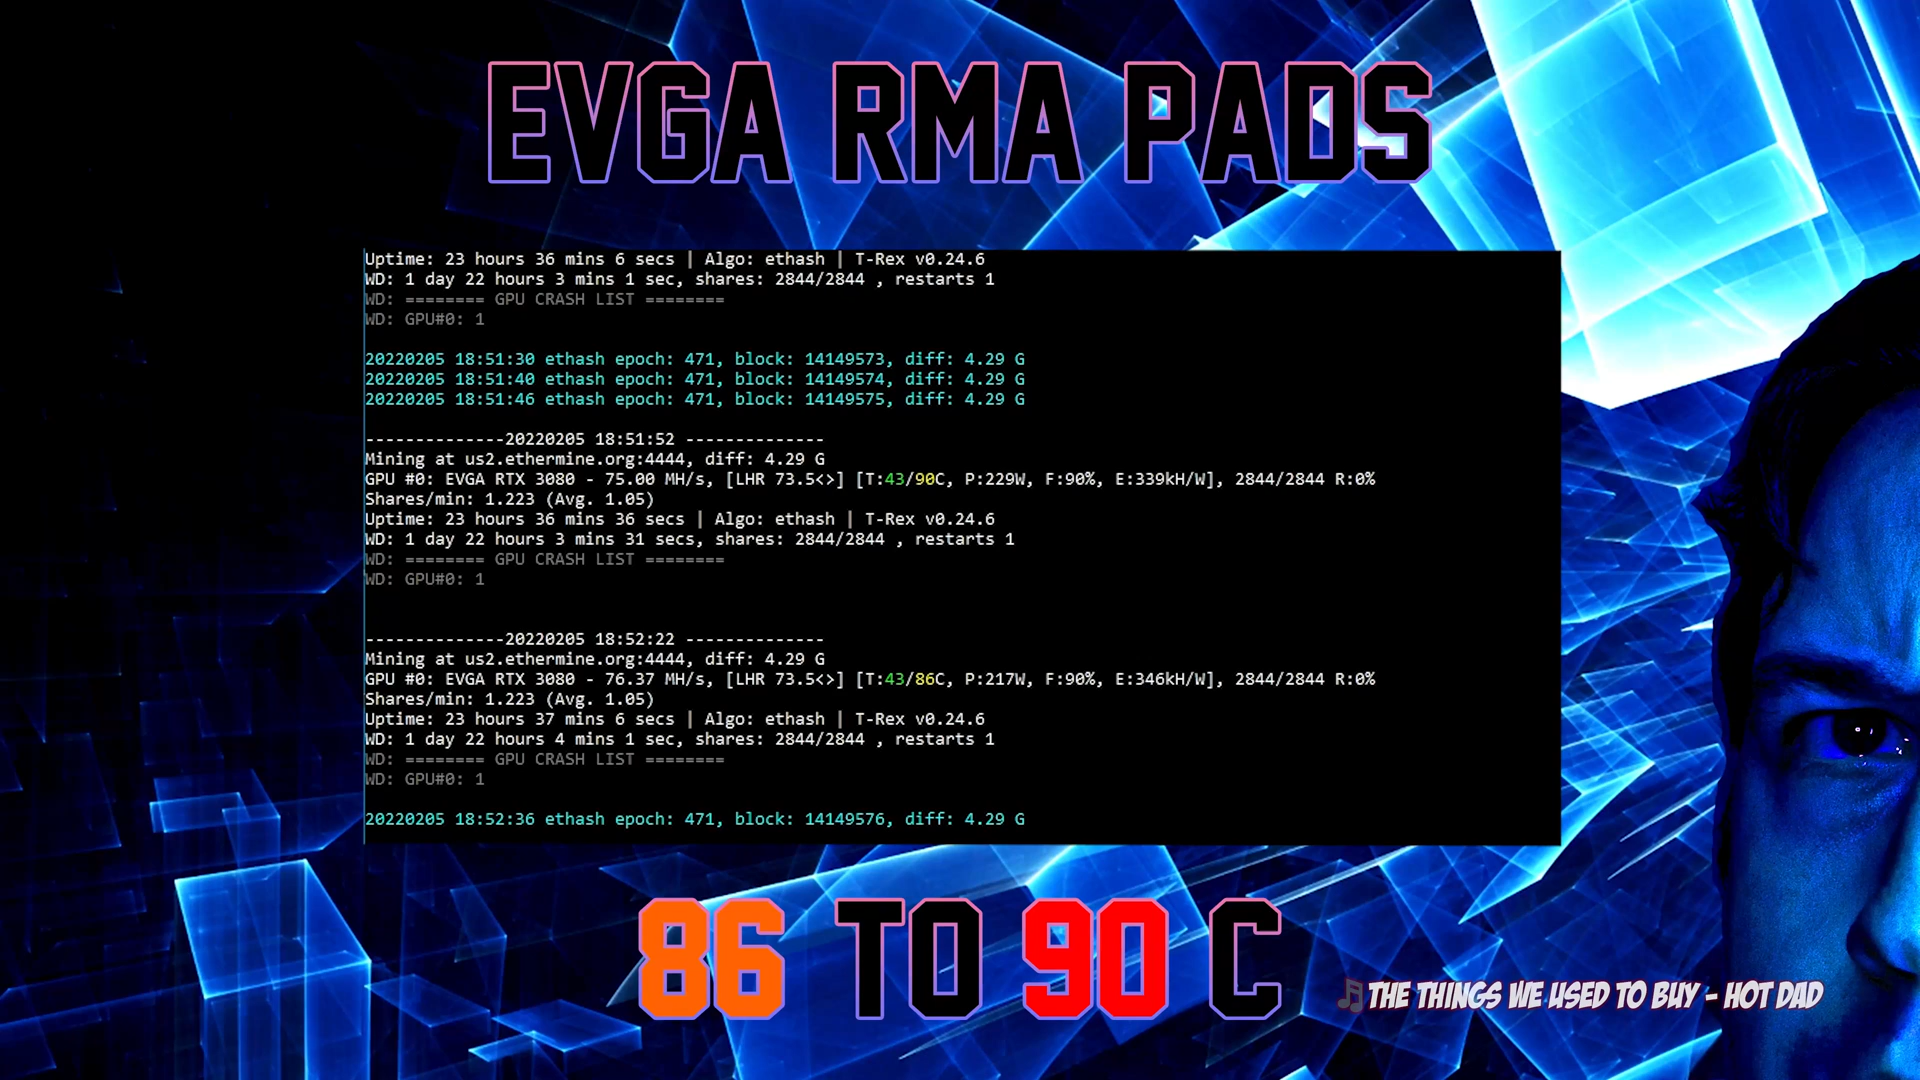 EVGA RMA PADS
Uptime: 23 hours 36 mins 6 secs | Algo: ethash | T-Rex v0.24.6
WD: 1 day 22 hours 3 mins 1 sec, shares: 2844/2844 , restarts 1
WD: ======== GPU CRASH LIST ========
WD: GPU#0: 1
20220205 18:51:30 ethash epoch: 471, block: 14149573, diff: 4.29 G
20220205 18:51:40 ethash epoch: 471, block: 14149574, diff: 4.29 G
20220205 18:51:46 ethash epoch: 471, block: 14149575, diff: 4.29 G
--------------20220205 18:51:52 --------------
Mining at us2.ethermine.org:4444, diff: 4.29 G
GPU #0: EVGA RTX 3080 - 75.00 MH/s, [LHR 73.5<>] [T:43/90C, P:229W, F:90%, E:339kH/W], 2844/2844 R:0%
Shares/min: 1.223 (Avg. 1.05)
Uptime: 23 hours 36 mins 36 secs | Algo: ethash | T-Rex v0.24.6
WD: 1 day 22 hours 3 mins 31 secs, shares: 2844/2844 , restarts 1
WD: ======== GPU CRASH LIST ========
WD: GPU#0: 1
--------------20220205 18:52:22 --------------
Mining at us2.ethermine.org:4444, diff: 4.29 G
GPU #0: EVGA RTX 3080 - 76.37 MH/s, [LHR 73.5<>] [T:43/86C, P:217W, F:90%, E:346kH/W], 2844/2844 R:0%
Shares/min: 1.223 (Avg. 1.05)
Uptime: 23 hours 37 mins 6 secs | Algo: ethash | T-Rex v0.24.6
WD: 1 day 22 hours 4 mins 1 sec, shares: 2844/2844 , restarts 1
WD: ======== GPU CRASH LIST ========
WD: GPU#0: 1
20220205 18:52:36 ethash epoch: 471, block: 14149576, diff: 4.29 G
86 TO 90 C
🎵THE THINGS WE USED TO BUY - HOT DAD